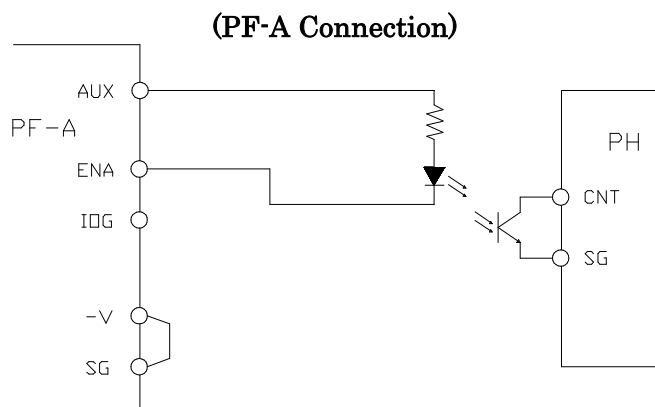 (PF-A Connection)
AUX
PF-A
PH
ENA
CNT
IOG
SG
-V
SG